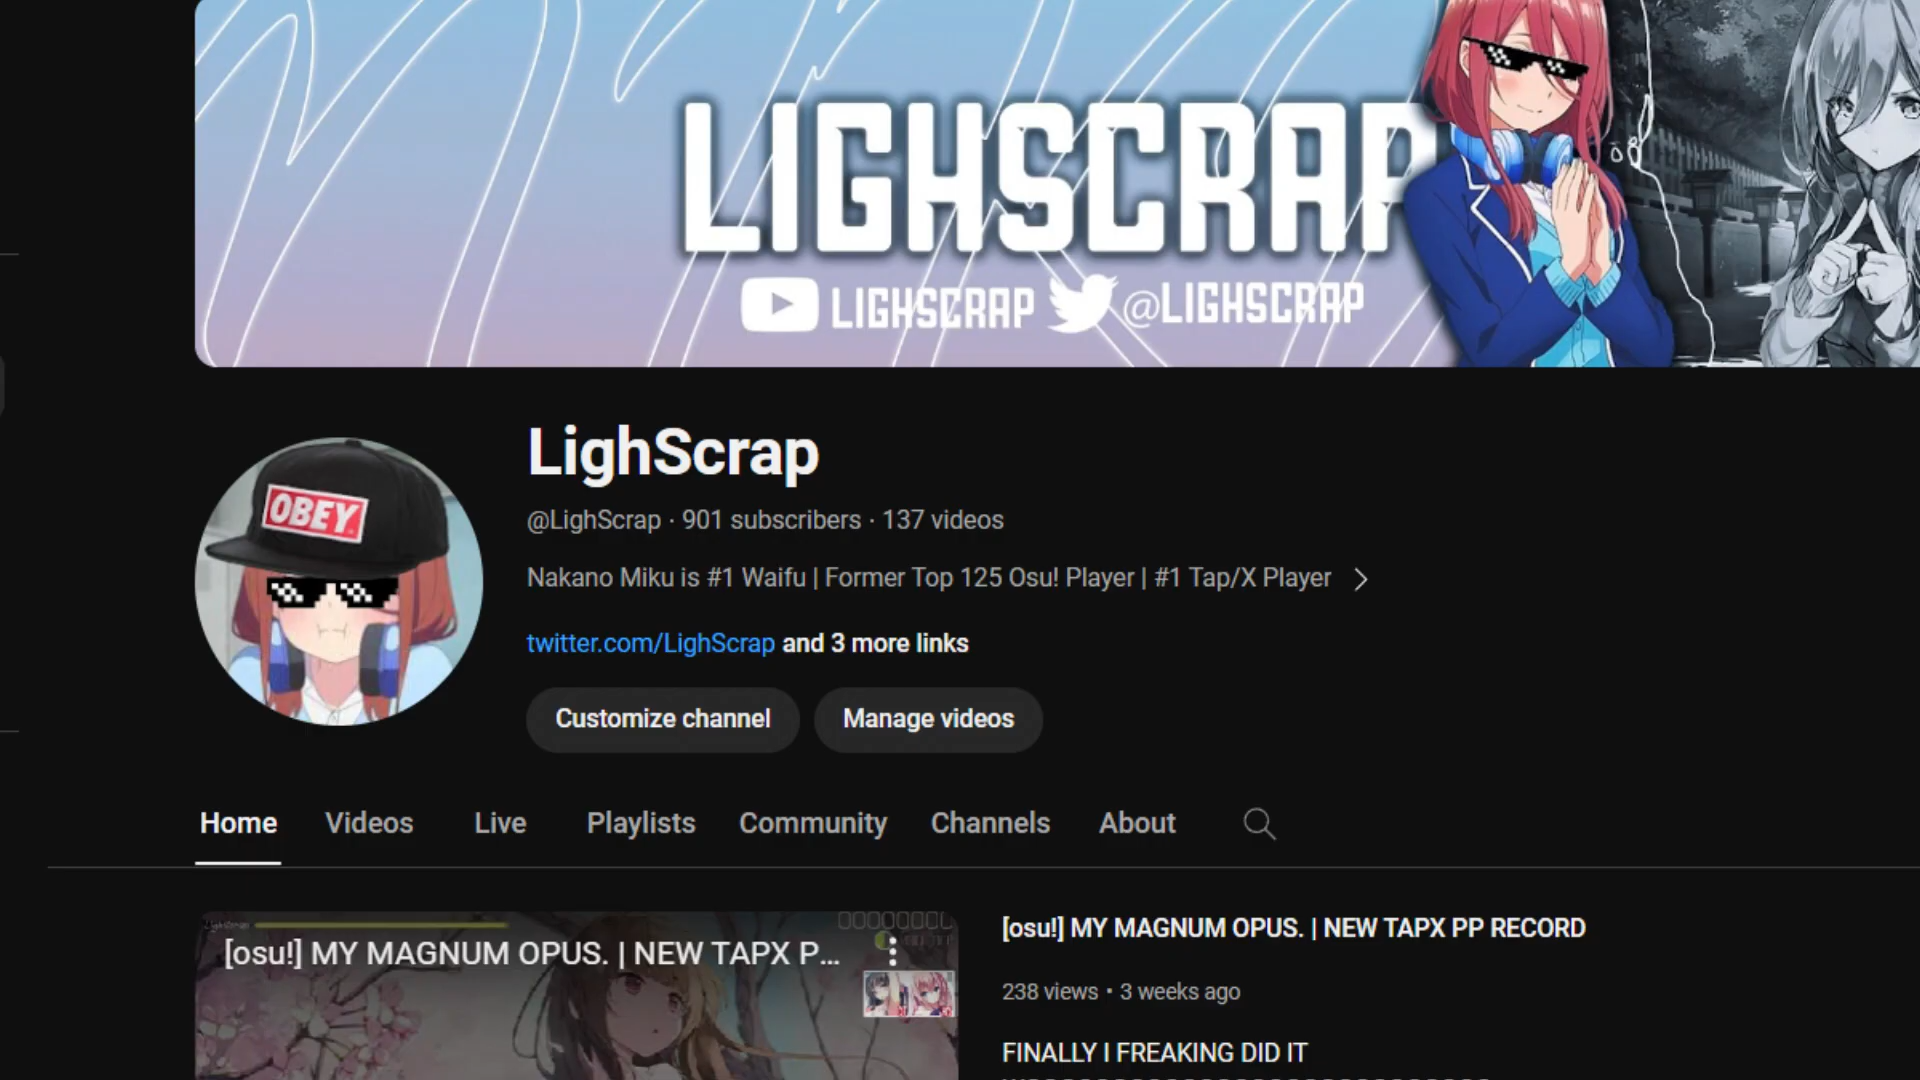 LIGHSCRAP
LIGHSCRAP @LIGHSCRAP
OBEY
LighScrap
@LighScrap · 901 subscribers · 137 videos
Nakano Miku is #1 Waifu | Former Top 125 Osu! Player | #1 Tap/X Player
twitter.com/LighScrap and 3 more links
Customize channel Manage videos
Home Videos Live Playlists Community Channels About
[osu!] MY MAGNUM OPUS. | NEW TAPX P...
[osu!] MY MAGNUM OPUS. | NEW TAPX PP RECORD
238 views • 3 weeks ago
FINALLY I FREAKING DID IT